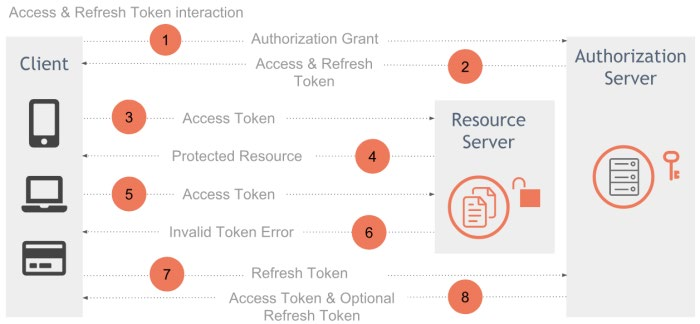 Access & Refresh Token interaction
Client
1
Authorization Grant
Authorization
Server
Access & Refresh
Token
2
3
Access Token
Resource
Server
Protected Resource
4
5
Access Token
Invalid Token Error
6
7
Refresh Token
Access Token & Optional
Refresh Token
8